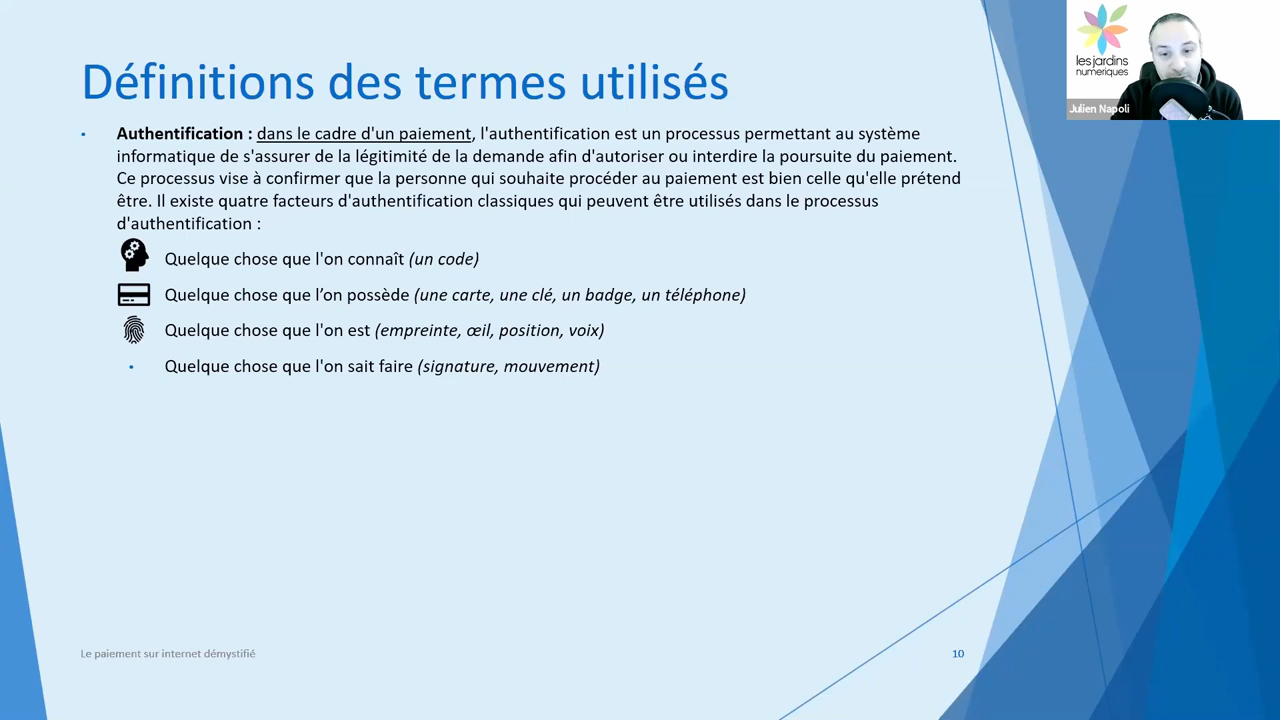 Définitions des termes utilisés
• Authentification : dans le cadre d'un paiement, l'authentification est un processus permettant au système
informatique de s'assurer de la légitimité de la demande afin d'autoriser ou interdire la poursuite du paiement.
Ce processus vise à confirmer que la personne qui souhaite procéder au paiement est bien celle qu'elle prétend
être. Il existe quatre facteurs d'authentification classiques qui peuvent être utilisés dans le processus
d'authentification :
Quelque chose que l'on connaît (un code)
Quelque chose que l’on possède (une carte, une clé, un badge, un téléphone)
Quelque chose que l'on est (empreinte, œil, position, voix)
• Quelque chose que l'on sait faire (signature, mouvement)
Le paiement sur internet démystifié
10
les jardins
numeriques
Julien Napoli